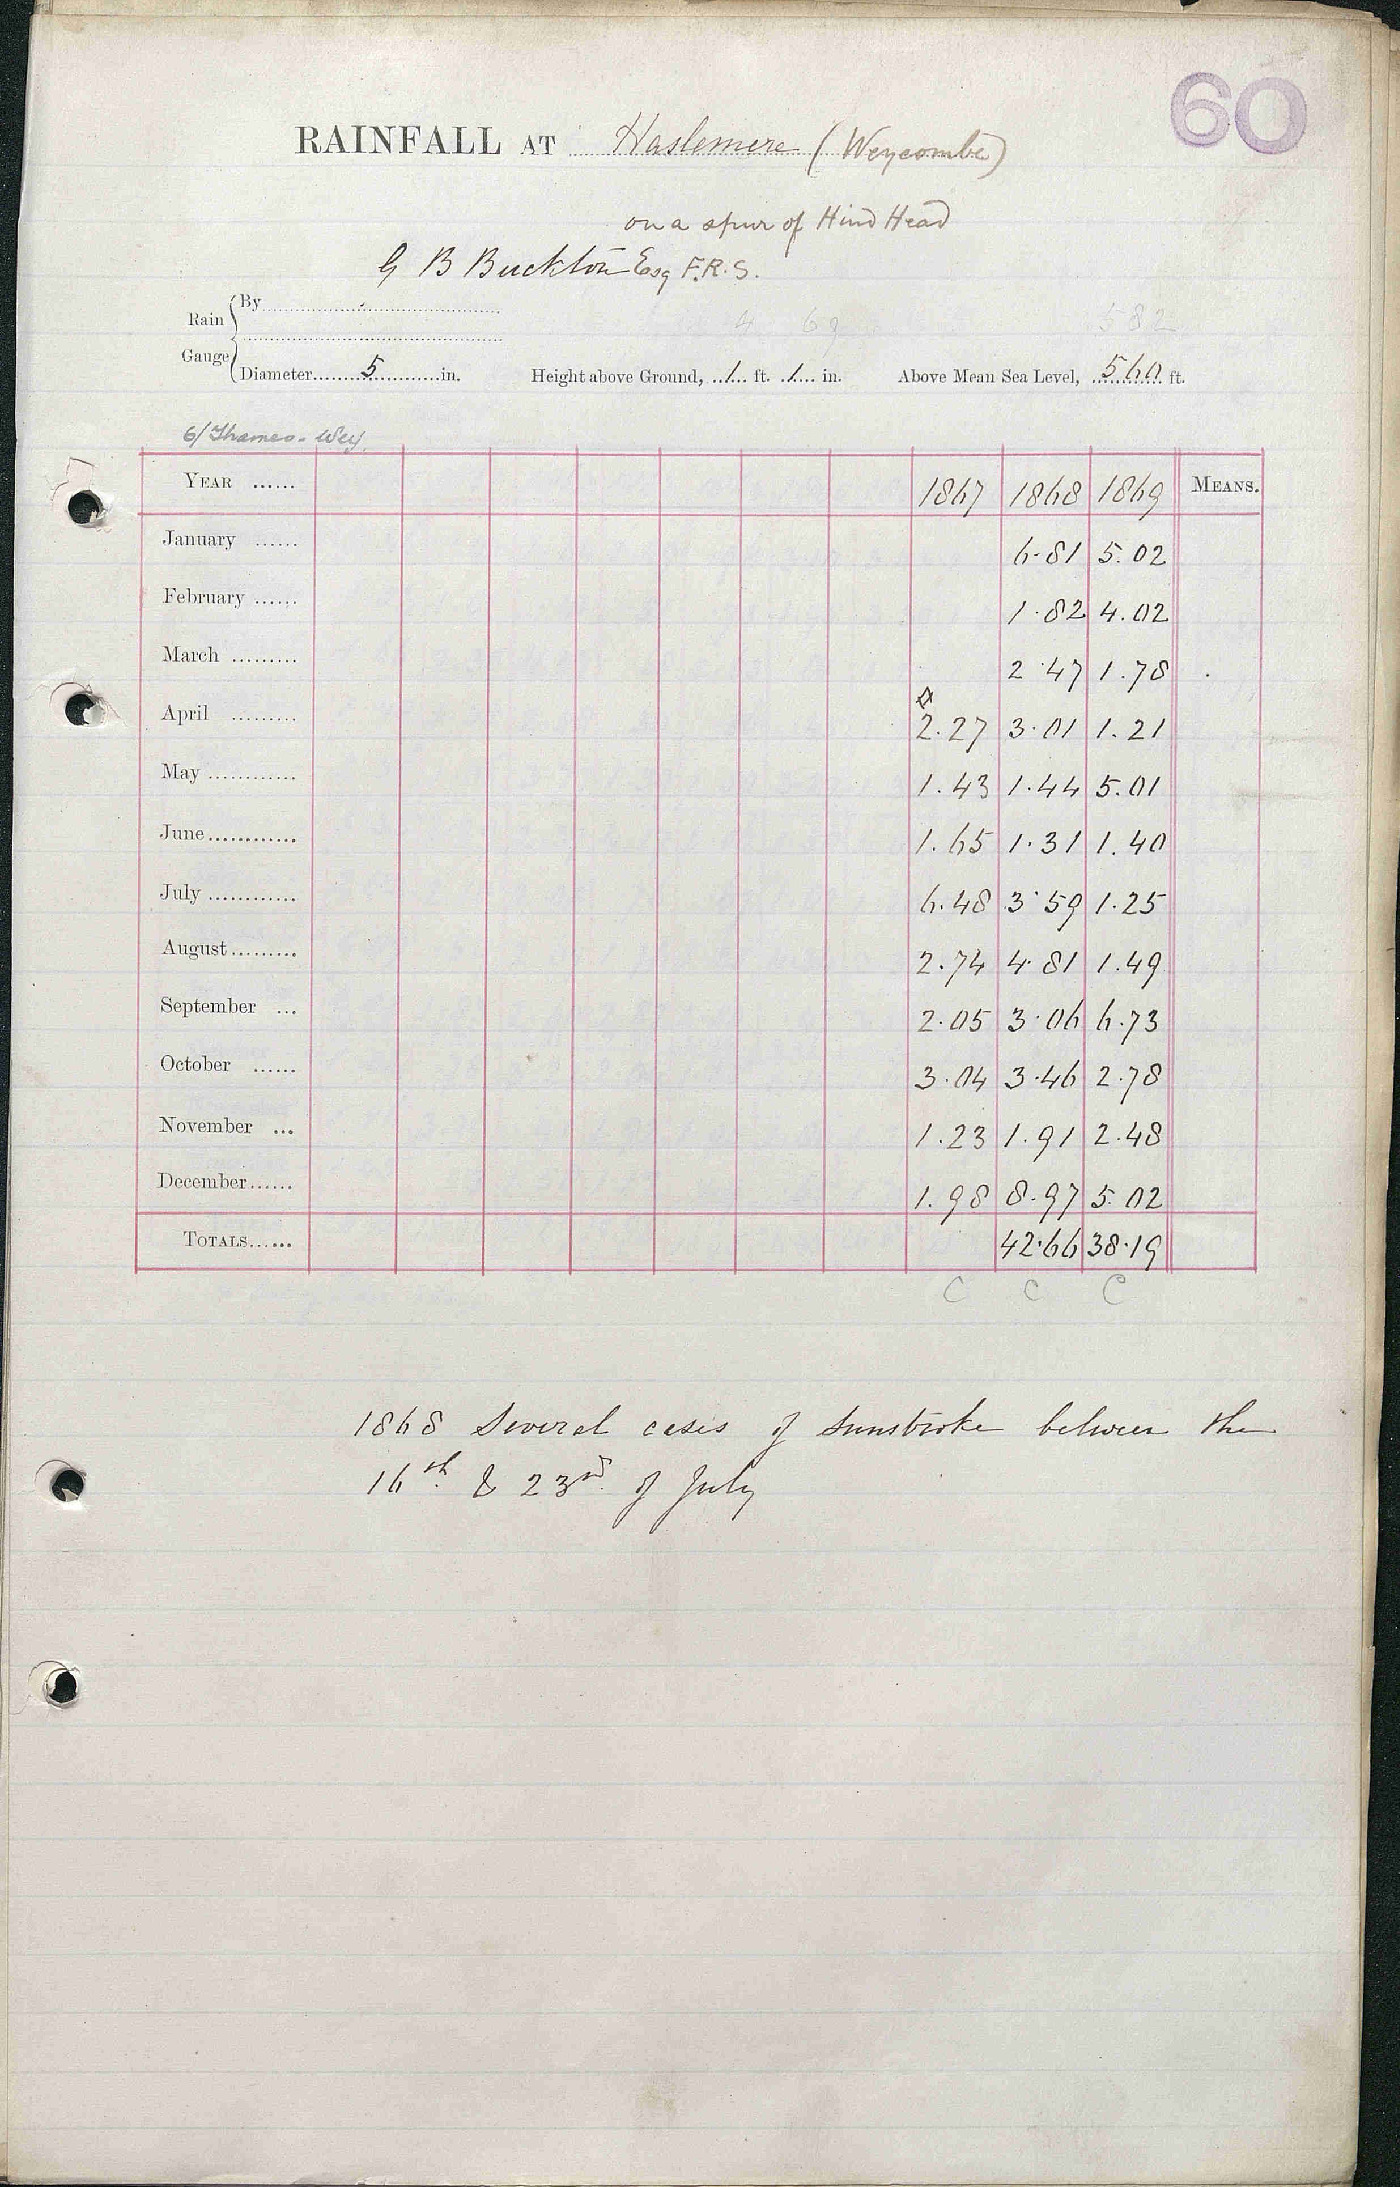 60
RAINFALL AT Haslemere (Weycombe)
on a spur of Hind Head
G B Buckton Esq F.R.S.
Rain Gauge
By
4 69 582
Diameter 5 in. Height above Ground, 1 ft. 1 in. Above Mean Sea Level, 560 ft.
6/Thames-Wey
YEAR 1867 1868 1869 MEANS.
January 6.81 5.02
February 1.82 4.02
March 2.47 1.78
April 2.27 3.01 1.21
May 1.43 1.44 5.01
June 1.65 1.31 1.40
July 6.48 3.59 1.25
August 2.74 4.81 1.49
September 2.05 3.06 6.73
October 3.04 3.46 2.78
November 1.23 1.91 2.48
December 1.98 8.97 5.02
TOTALS 42.66 38.19
C C C
1868 Several cases of sunstroke between the
16th & 23rd of July